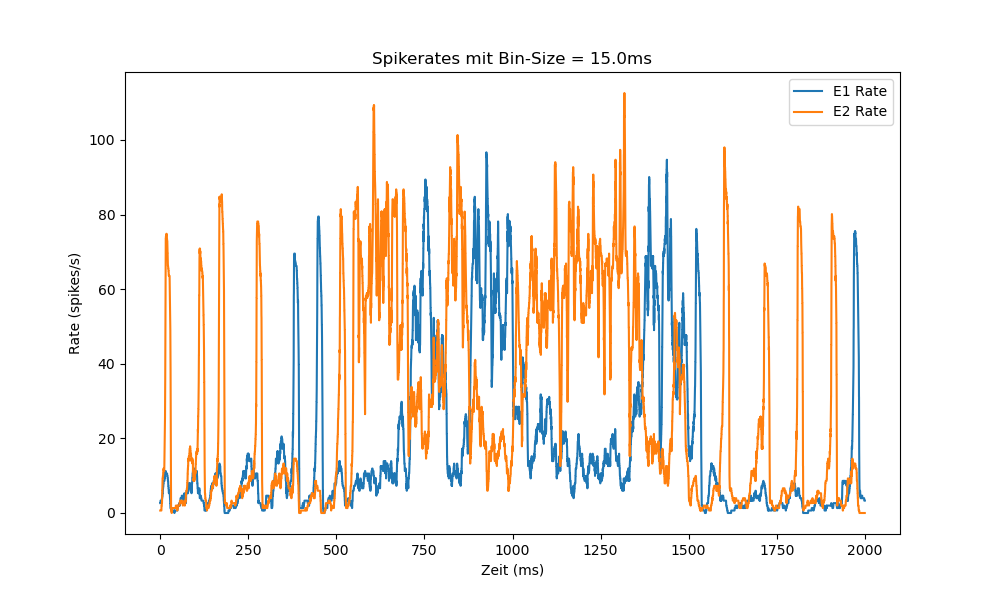 Spikerates mit Bin-Size = 15.0ms
E1 Rate
E2 Rate
Rate (spikes/s)
100
80
60
40
20
0
0 250 500 750 1000 1250 1500 1750 2000
Zeit (ms)